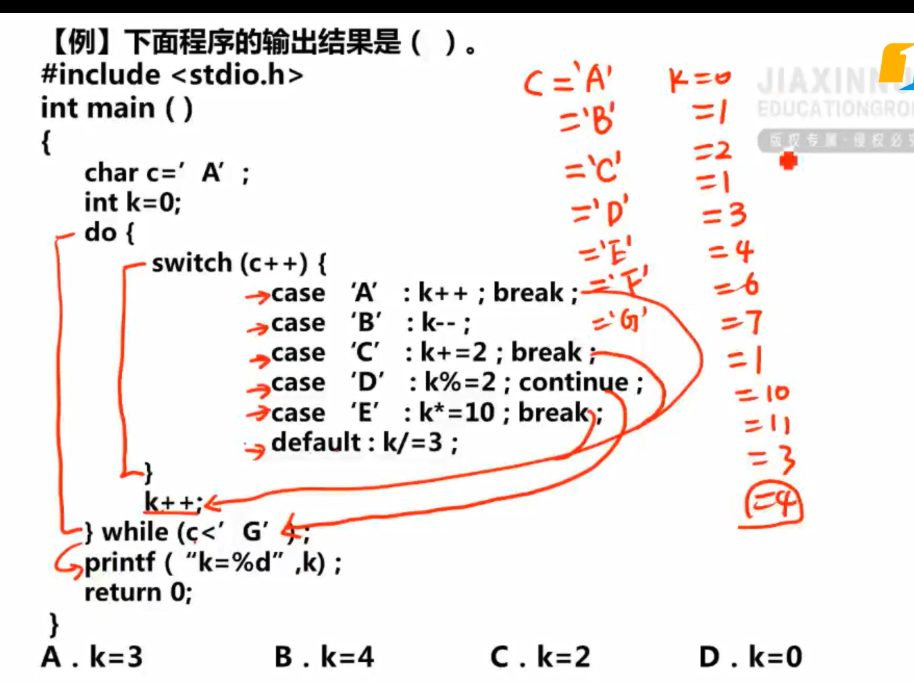 【例】下面程序的输出结果是（ ）。
#include <stdio.h>
int main ( )
{
char c=’ A’ ;
int k=0;
do {
switch (c++) {
case ‘A’ : k++ ; break ;
case ‘B’ : k-- ;
case ‘C’ : k+=2 ; break ;
case ‘D’ : k%=2 ; continue ;
case ‘E’ : k*=10 ; break ;
default : k/=3 ;
}
k++;
} while (c<’ G’ ) ;
printf ( “k=%d” ,k) ;
return 0;
}
A . k=3 B . k=4 C . k=2 D . k=0
C ='A'
='B'
='C'
='D'
='E'
='F'
='G'
k=0
=1
=2
=1
=3
=4
=6
=7
=1
=10
=11
=3
=4
版权专属·侵权必